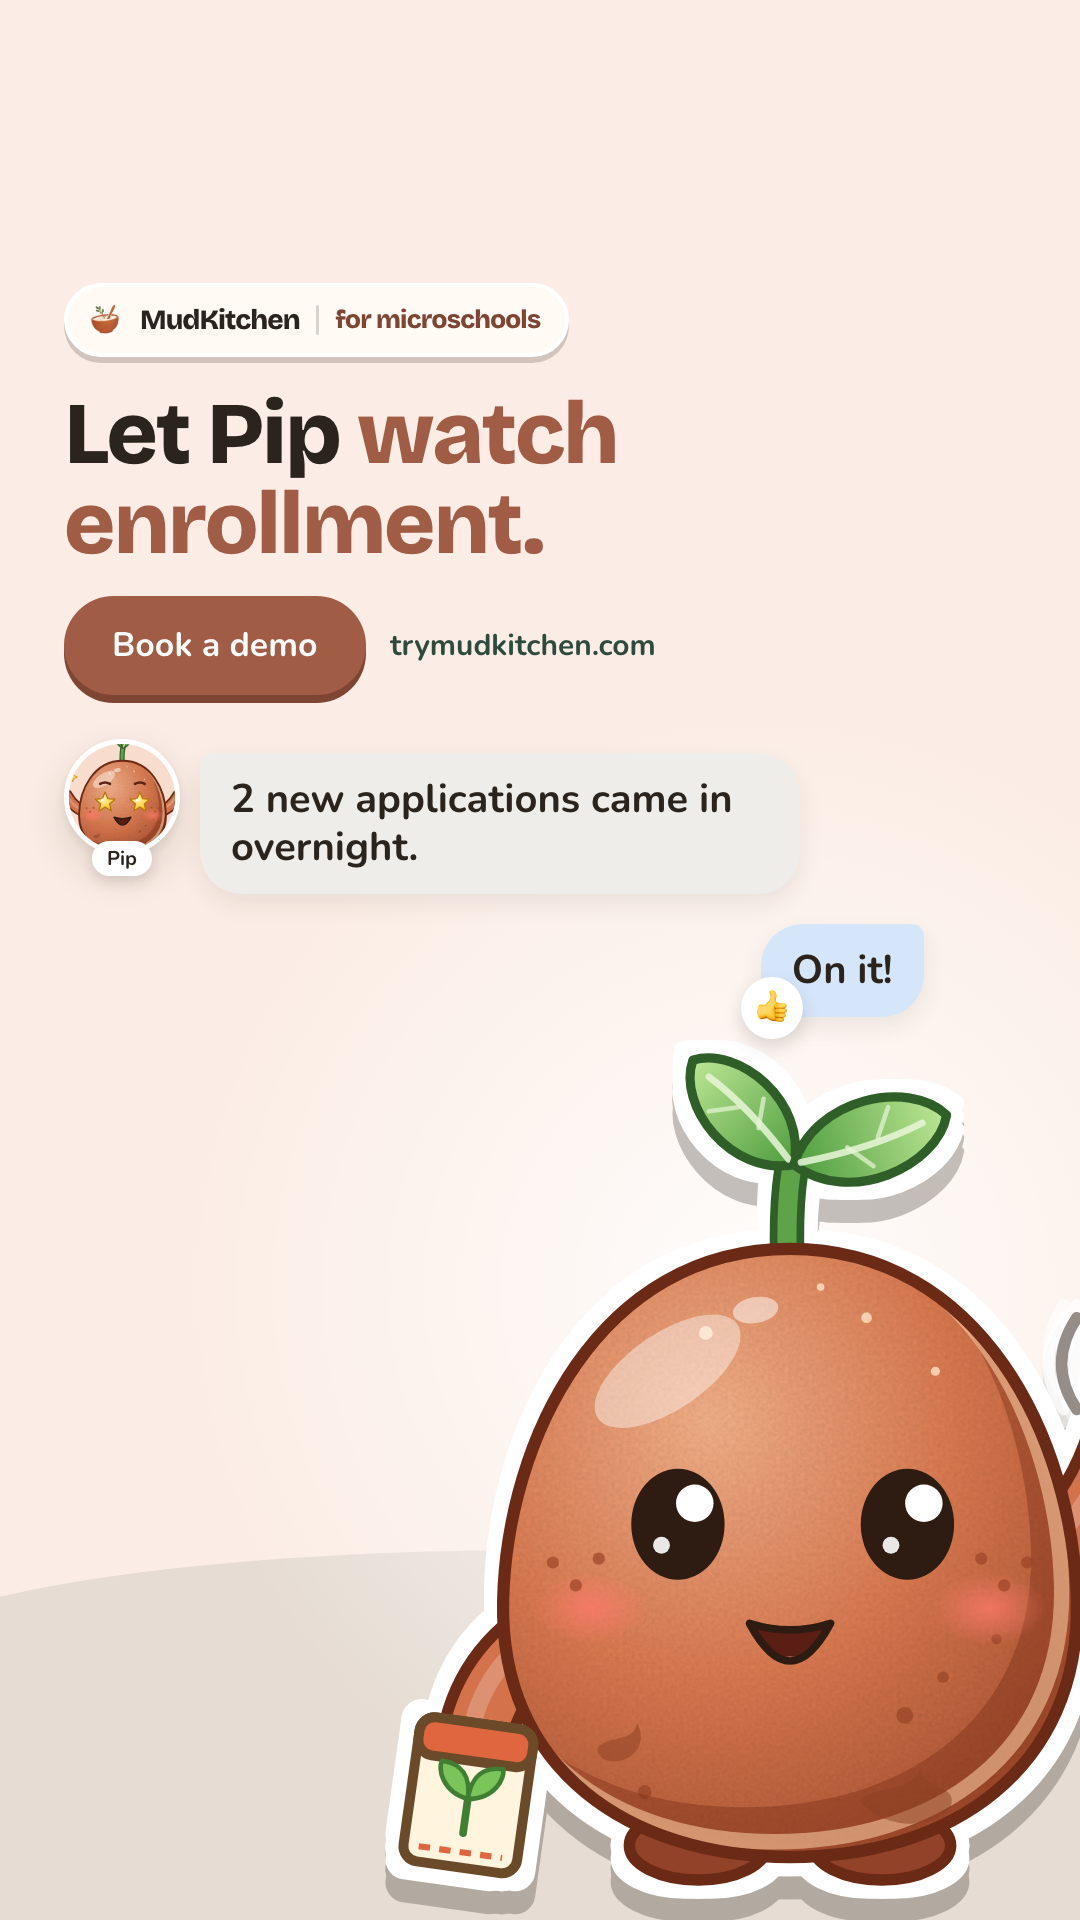 MudKitchen | for microschools
Let Pip watch
enrollment.
Book a demo
trymudkitchen.com
2 new applications came in
overnight.
Pip
On it!